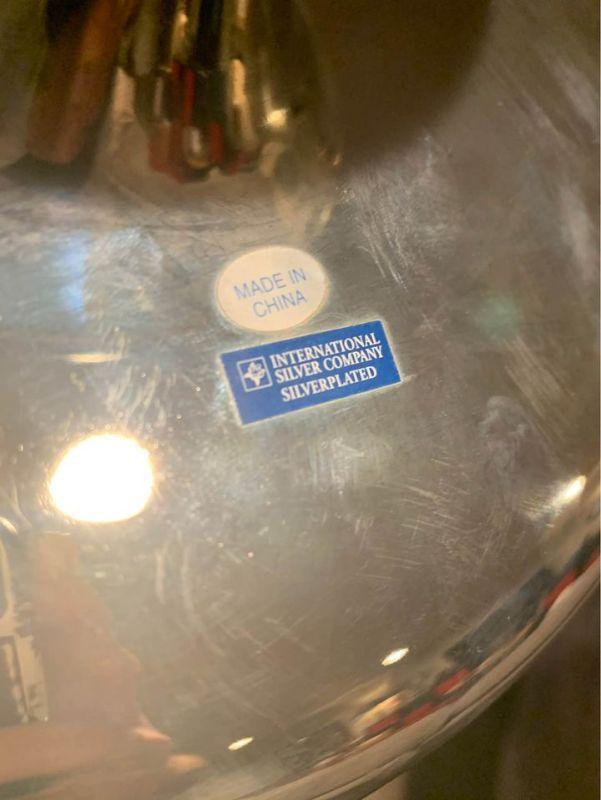 MADE IN
CHINA
INTERNATIONAL
SILVER COMPANY
SILVERPLATED